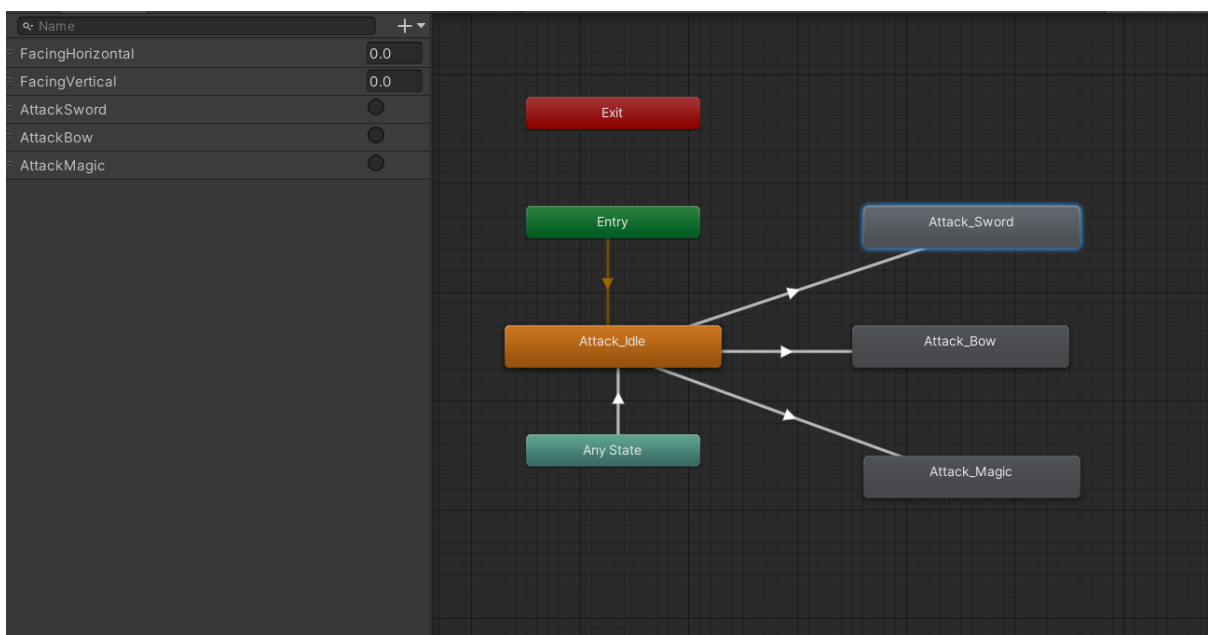 Name
FacingHorizontal 0.0
FacingVertical 0.0
AttackSword
AttackBow
AttackMagic
Exit
Entry
Attack_Sword
Attack_Idle
Attack_Bow
Any State
Attack_Magic